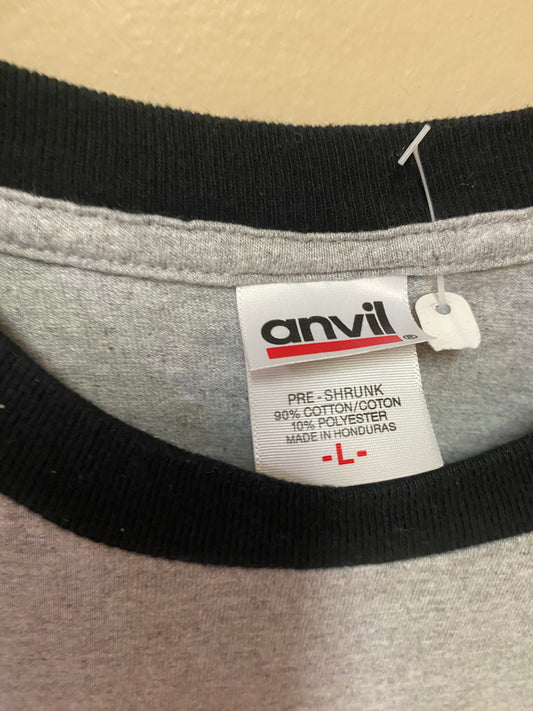 anvil®
PRE-SHRUNK
90% COTTON/COTON
10% POLYESTER
MADE IN HONDURAS
-L-